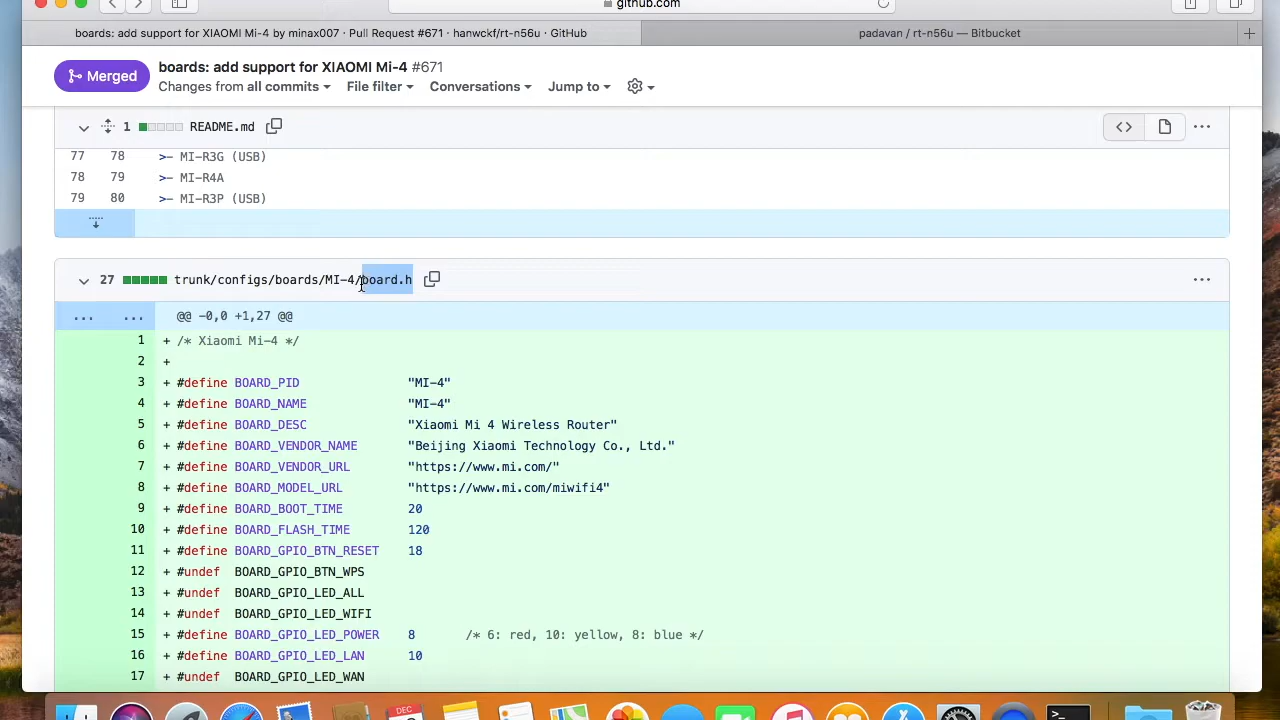 github.com
boards: add support for XIAOMI Mi-4 by minax007 · Pull Request #671 · hanwckf/rt-n56u · GitHub
padavan / rt-n56u — Bitbucket
Merged
boards: add support for XIAOMI Mi-4 #671
Changes from all commits
File filter
Conversations
Jump to
1 README.md
77 78 >- MI-R3G (USB)
78 79 >- MI-R4A
79 80 >- MI-R3P (USB)
27 trunk/configs/boards/MI-4/board.h
... ... @@ -0,0 +1,27 @@
1 + /* Xiaomi Mi-4 */
2 +
3 + #define BOARD_PID "MI-4"
4 + #define BOARD_NAME "MI-4"
5 + #define BOARD_DESC "Xiaomi Mi 4 Wireless Router"
6 + #define BOARD_VENDOR_NAME "Beijing Xiaomi Technology Co., Ltd."
7 + #define BOARD_VENDOR_URL "https://www.mi.com/"
8 + #define BOARD_MODEL_URL "https://www.mi.com/miwifi4"
9 + #define BOARD_BOOT_TIME 20
10 + #define BOARD_FLASH_TIME 120
11 + #define BOARD_GPIO_BTN_RESET 18
12 + #undef BOARD_GPIO_BTN_WPS
13 + #undef BOARD_GPIO_LED_ALL
14 + #undef BOARD_GPIO_LED_WIFI
15 + #define BOARD_GPIO_LED_POWER 8 /* 6: red, 10: yellow, 8: blue */
16 + #define BOARD_GPIO_LED_LAN 10
17 + #undef BOARD_GPIO_LED_WAN
DEC